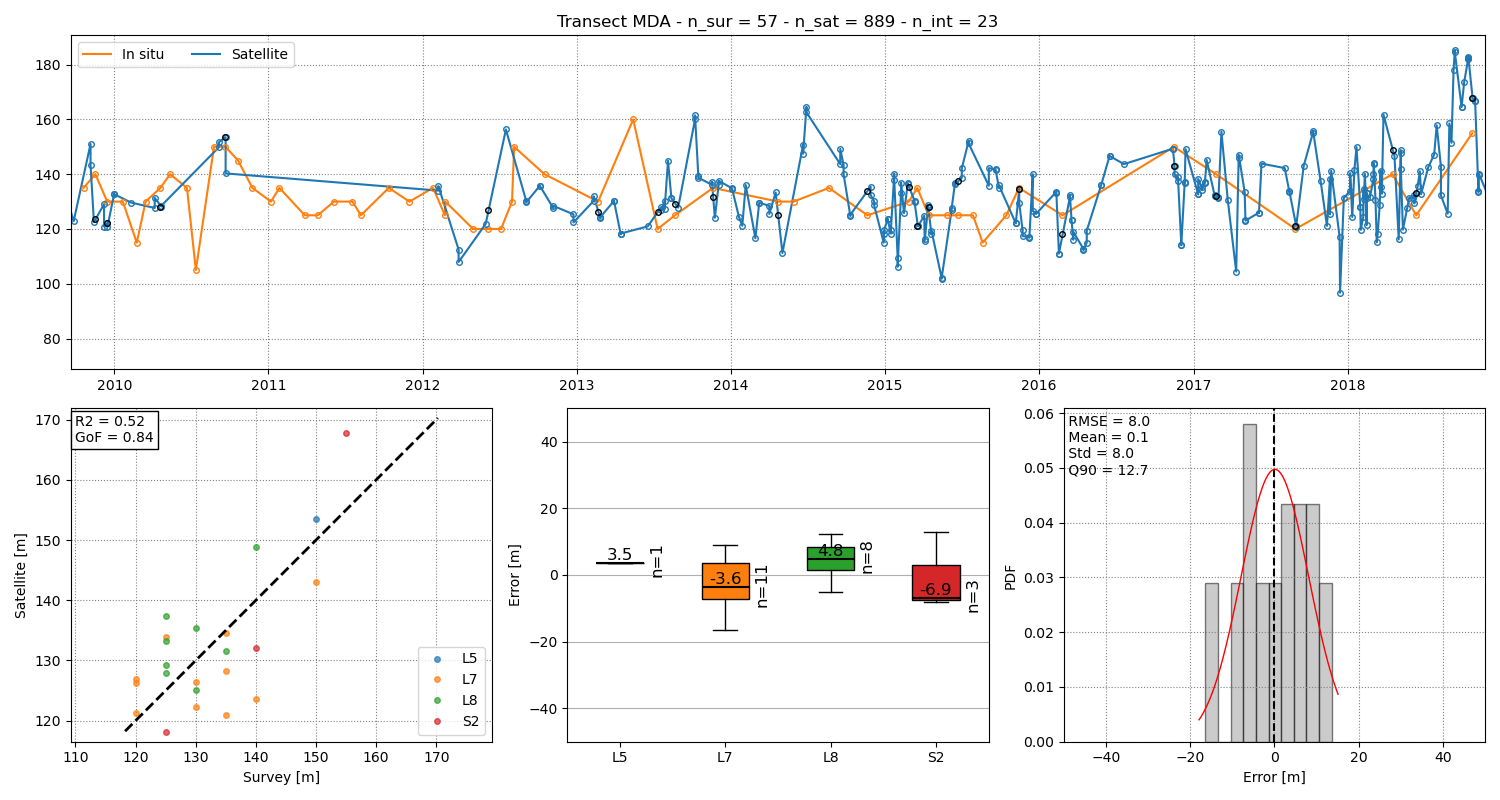 Transect MDA - n_sur = 57 - n_sat = 889 - n_int = 23
In situ
Satellite
180
160
140
120
100
80
2010
2011
2012
2013
2014
2015
2016
2017
2018
R2 = 0.52
GoF = 0.84
Satellite [m]
170
160
150
140
130
120
L5
L7
L8
S2
110
120
130
140
150
160
170
Survey [m]
Error [m]
40
20
0
−20
−40
3.5
n=1
-3.6
n=11
4.8
n=8
-6.9
n=3
L5
L7
L8
S2
PDF
0.06
0.05
0.04
0.03
0.02
0.01
0.00
RMSE = 8.0
Mean = 0.1
Std = 8.0
Q90 = 12.7
−40
−20
0
20
40
Error [m]